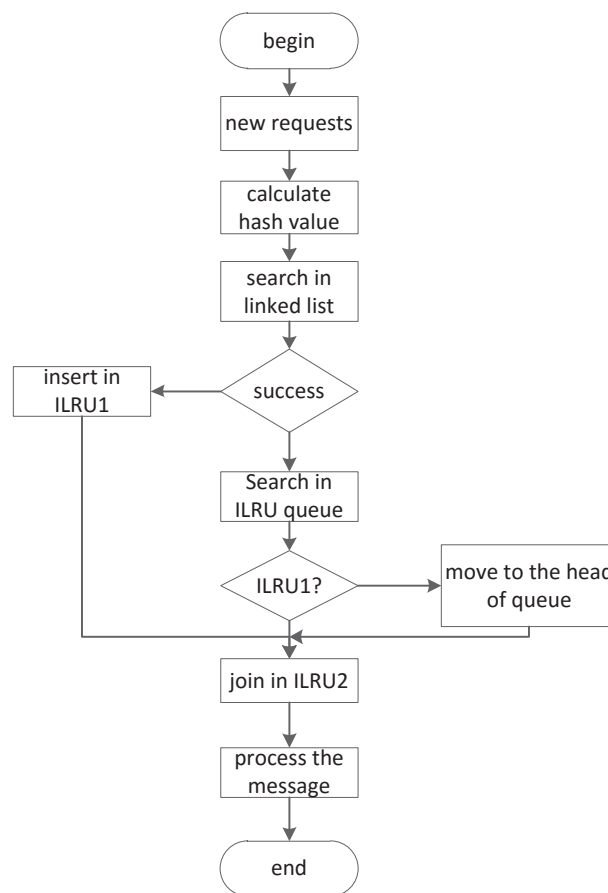 begin
new requests
calculate
hash value
search in
linked list
success
insert in
ILRU1
Search in
ILRU queue
ILRU1?
move to the head
of queue
join in ILRU2
process the
message
end